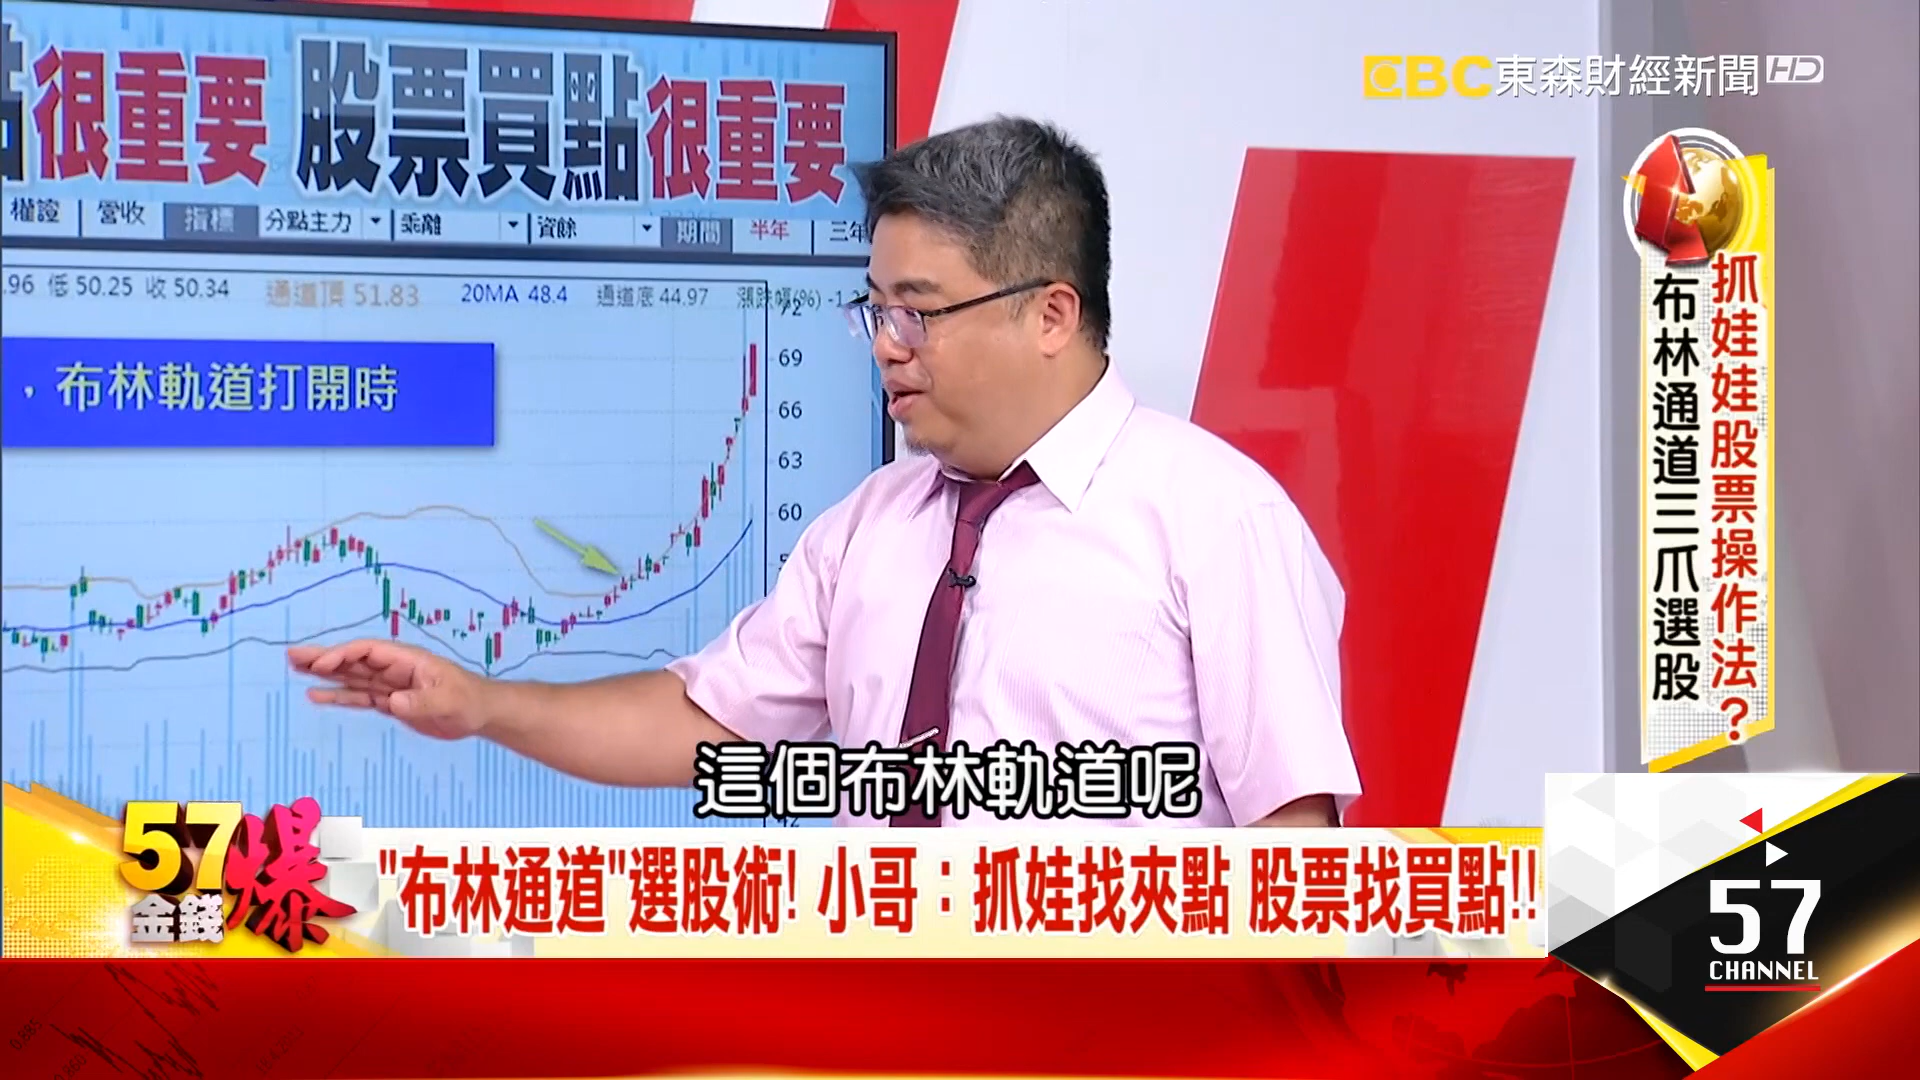 點很重要 股票買點很重要
EBC東森財經新聞HD
權證 營收 指標 分點主力 乖離 資餘 期間 半年 三年
.96 低 50.25 收 50.34 通道頂 51.83 20MA 48.4 通道底 44.97 漲跌幅(%)
72
，布林軌道打開時
69
66
63
60
抓娃娃股票操作法？
布林通道三爪選股
這個布林軌道呢
57爆
金錢
"布林通道"選股術! 小哥：抓娃找夾點 股票找買點!!
57
CHANNEL